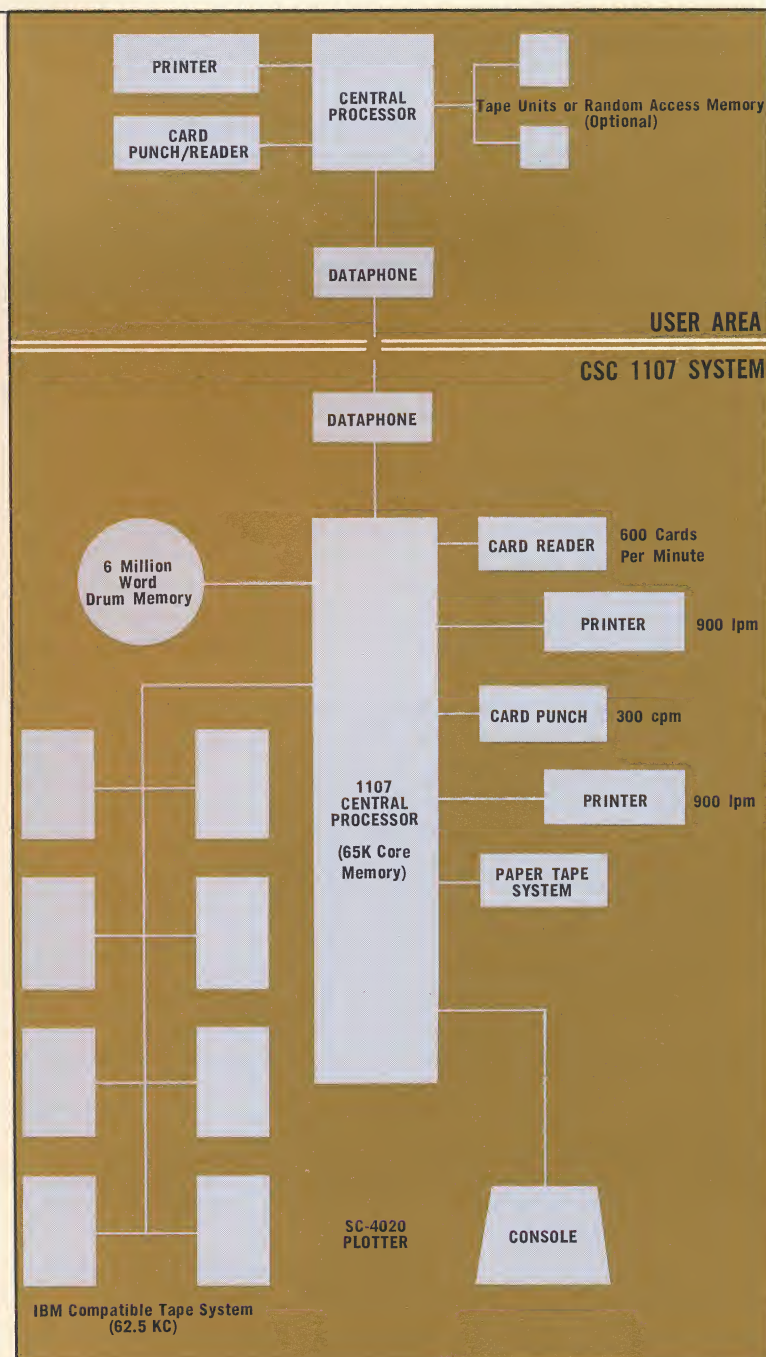 PRINTER
CENTRAL
PROCESSOR
CARD
PUNCH/READER
Tape Units or Random Access Memory
(Optional)
DATAPHONE
USER AREA
CSC 1107 SYSTEM
DATAPHONE
6 Million
Word
Drum Memory
CARD READER
600 Cards
Per Minute
PRINTER
900 lpm
CARD PUNCH
300 cpm
1107
CENTRAL
PROCESSOR
(65K Core
Memory)
PRINTER
900 lpm
PAPER TAPE
SYSTEM
SC-4020
PLOTTER
CONSOLE
IBM Compatible Tape System
(62.5 KC)